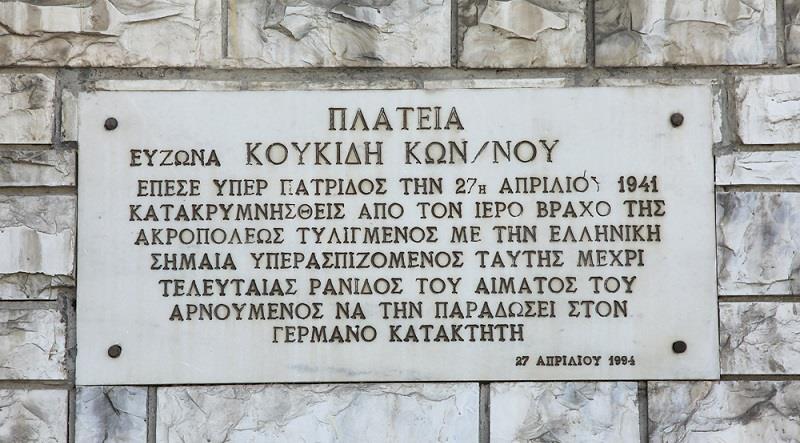 ΠΛΑΤΕΙΑ
ΕΥΖΩΝΑ ΚΟΥΚΙΔΗ ΚΩΝ/ΝΟΥ
ΕΠΕΣΕ ΥΠΕΡ ΠΑΤΡΙΔΟΣ ΤΗΝ 27η ΑΠΡΙΛΙΟΥ 1941
ΚΑΤΑΚΡΥΜΝΗΣΘΕΙΣ ΑΠΟ ΤΟΝ ΙΕΡΟ ΒΡΑΧΟ ΤΗΣ
ΑΚΡΟΠΟΛΕΩΣ ΤΥΛΙΓΜΕΝΟΣ ΜΕ ΤΗΝ ΕΛΛΗΝΙΚΗ
ΣΗΜΑΙΑ ΥΠΕΡΑΣΠΙΖΟΜΕΝΟΣ ΤΑΥΤΗΣ ΜΕΧΡΙ
ΤΕΛΕΥΤΑΙΑΣ ΡΑΝΙΔΟΣ ΤΟΥ ΑΙΜΑΤΟΣ ΤΟΥ
ΑΡΝΟΥΜΕΝΟΣ ΝΑ ΤΗΝ ΠΑΡΑΔΩΣΕΙ ΣΤΟΝ
ΓΕΡΜΑΝΟ ΚΑΤΑΚΤΗΤΗ
27 ΑΠΡΙΛΙΟΥ 1994